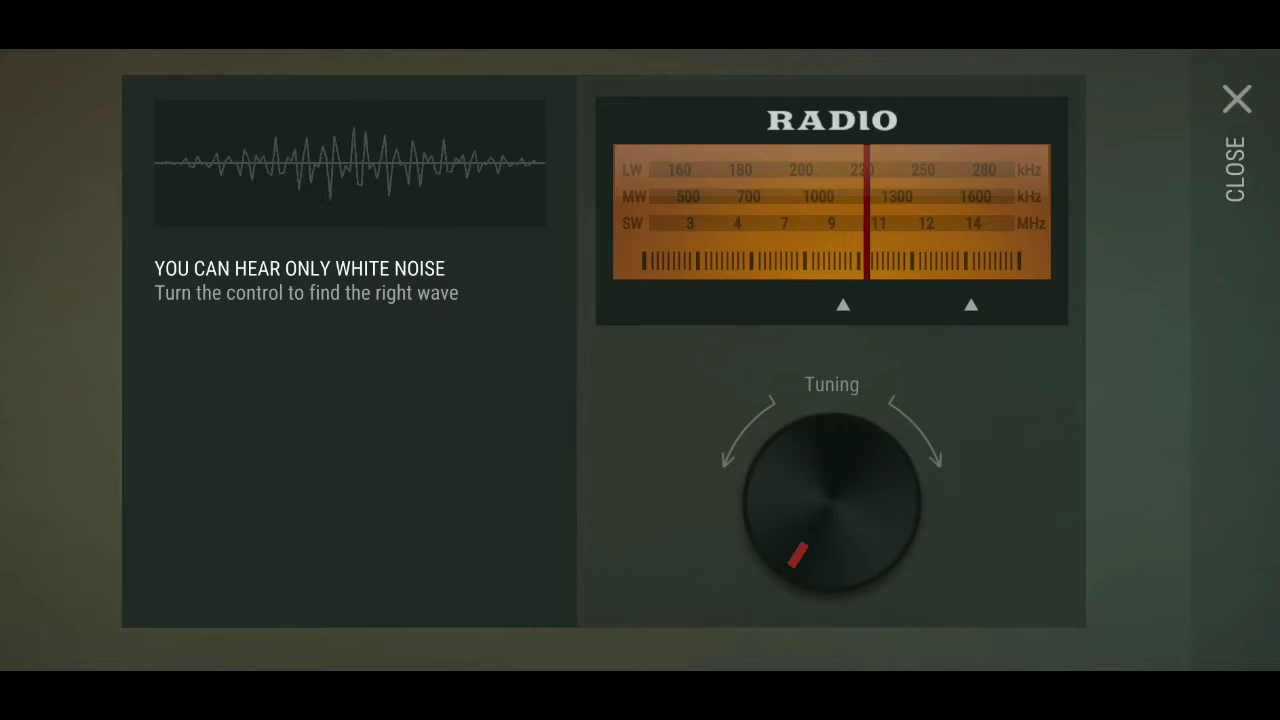 YOU CAN HEAR ONLY WHITE NOISE
Turn the control to find the right wave
RADIO
LW 160 180 200 220 250 280 kHz
MW 500 700 1000 1300 1600 kHz
SW 3 4 7 9 11 12 14 MHz
Tuning
CLOSE